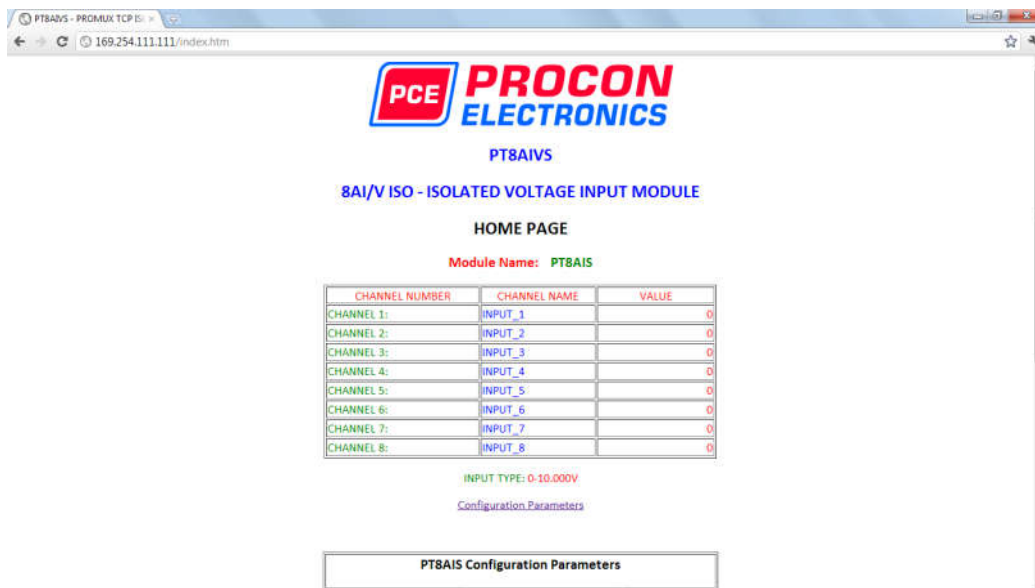 PT8AIVS - PROMUX TCP IS
169.254.111.111/index.htm
PCE PROCON
ELECTRONICS
PT8AIVS
8AI/V ISO - ISOLATED VOLTAGE INPUT MODULE
HOME PAGE
Module Name: PT8AIS
CHANNEL NUMBER CHANNEL NAME VALUE
CHANNEL 1: INPUT_1 0
CHANNEL 2: INPUT_2 0
CHANNEL 3: INPUT_3 0
CHANNEL 4: INPUT_4 0
CHANNEL 5: INPUT_5 0
CHANNEL 6: INPUT_6 0
CHANNEL 7: INPUT_7 0
CHANNEL 8: INPUT_8 0
INPUT TYPE: 0-10.000V
Configuration Parameters
PT8AIS Configuration Parameters